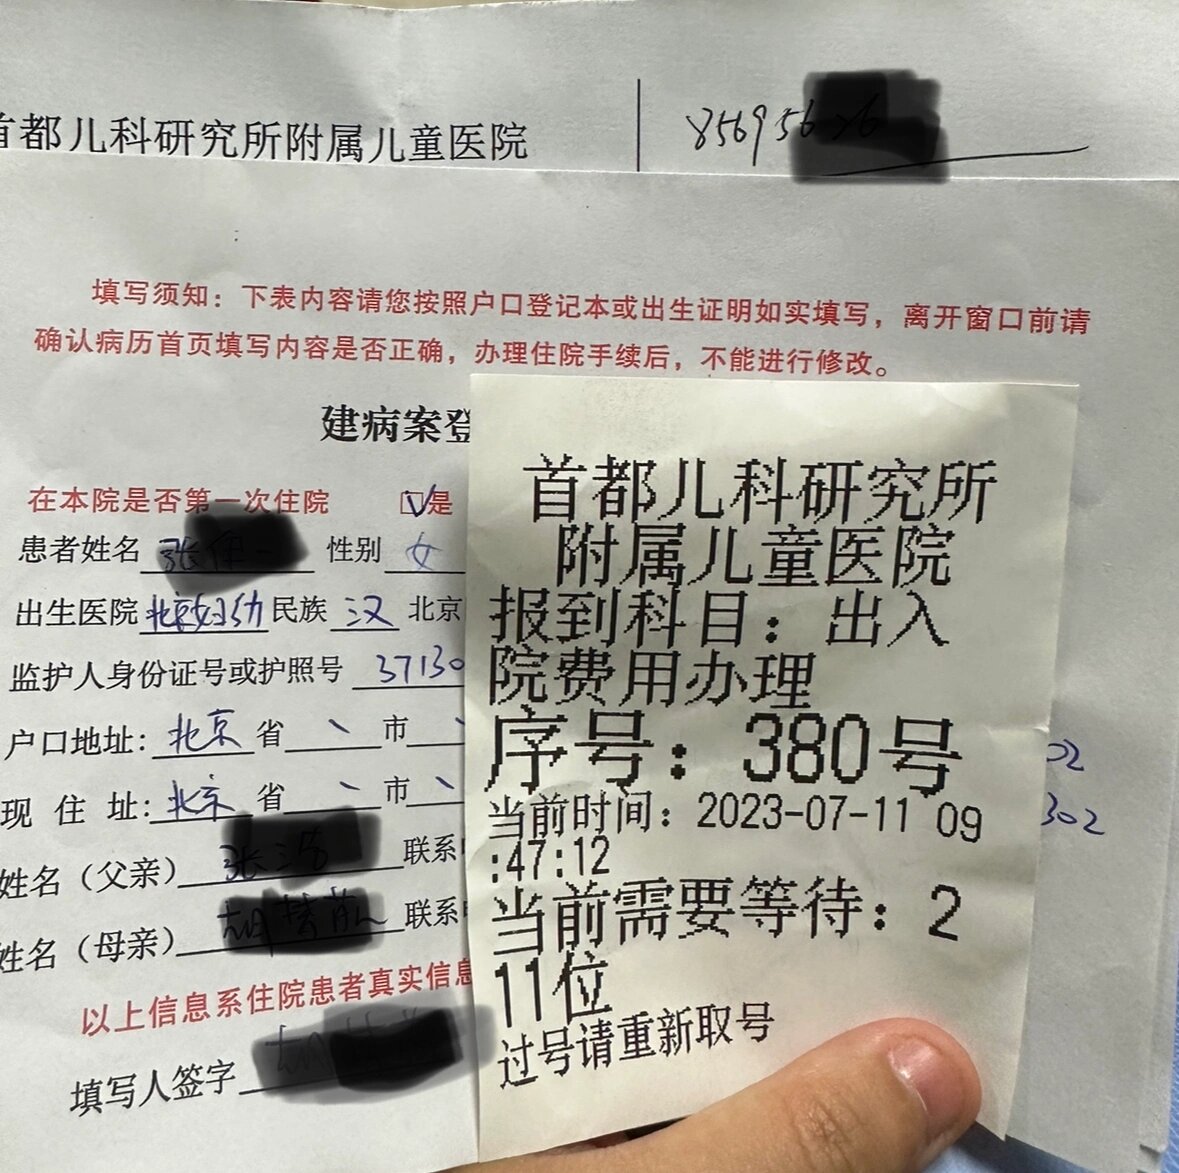 首都儿科研究所附属儿童医院
填写须知：下表内容请您按照户口登记本或出生证明如实填写，离开窗口前请
确认病历首页填写内容是否正确，办理住院手续后，不能进行修改。
建病案登
在本院是否第一次住院 是
患者姓名 性别 女
出生医院 北京妇幼 民族 汉 北京
监护人身份证号或护照号 37130
户口地址：北京 省 、 市 、
现 住 址：北京 省 、 市 、
姓名（父亲） 联系
姓名（母亲） 联系
以上信息系住院患者真实信息
填写人签字
首都儿科研究所
附属儿童医院
报到科目：出入
院费用办理
序号：380号
当前时间：2023-07-11 09
:47:12
当前需要等待：2
11位
过号请重新取号
02
302